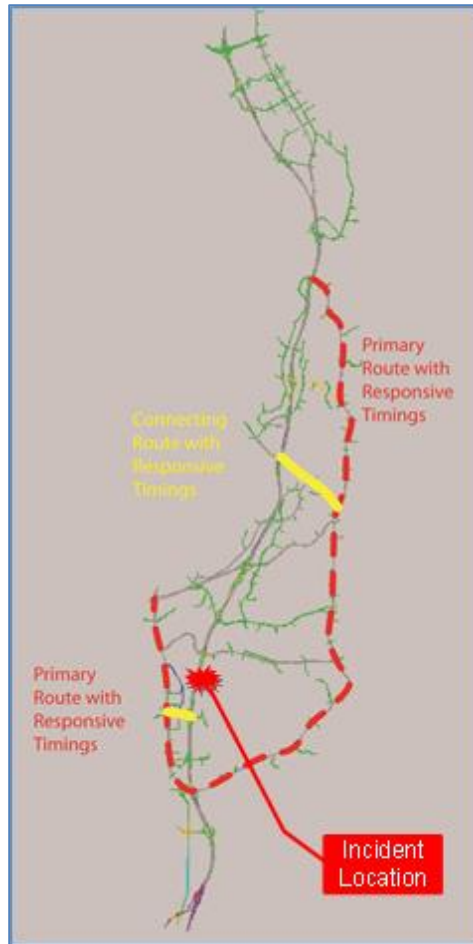 Primary
Route with
Responsive
Timings
Connecting
Route with
Responsive
Timings
Primary
Route with
Responsive
Timings
Incident
Location